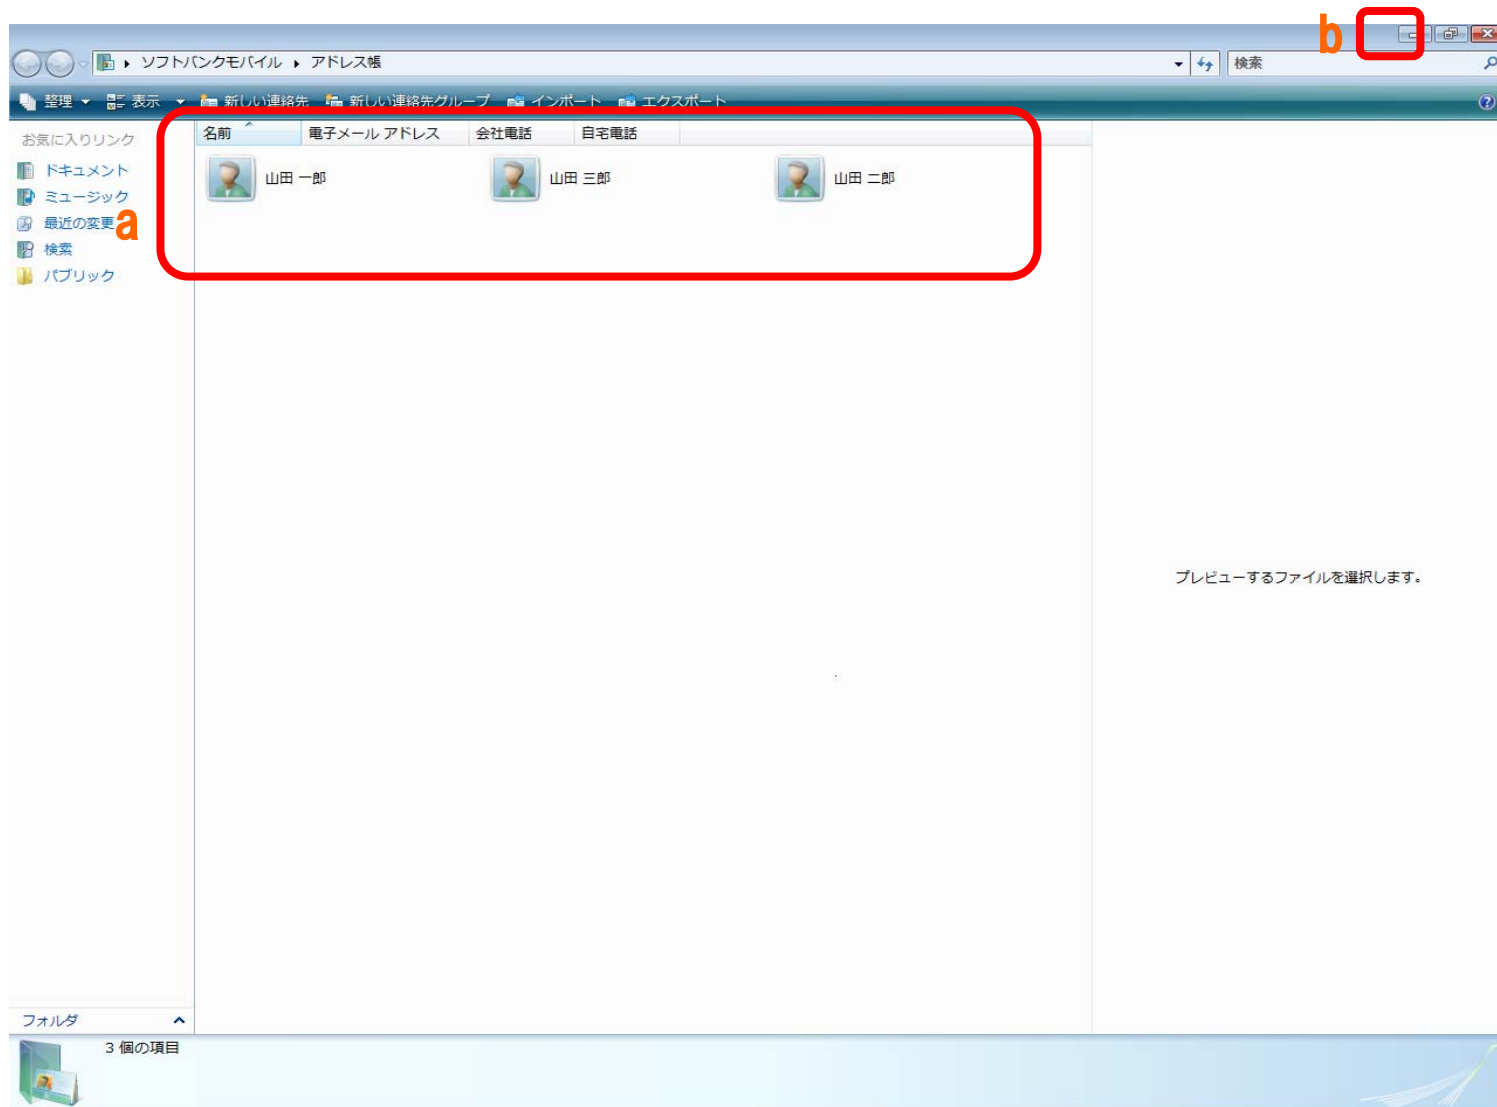 b
ソフトバンクモバイル アドレス帳
検索
整理 表示 新しい連絡先 新しい連絡先グループ インポート エクスポート
お気に入りリンク
ドキュメント
ミュージック
最近の変更
検索
パブリック
a
名前 電子メール アドレス 会社電話 自宅電話
山田 一郎 山田 三郎 山田 二郎
プレビューするファイルを選択します。
フォルダ
3 個の項目